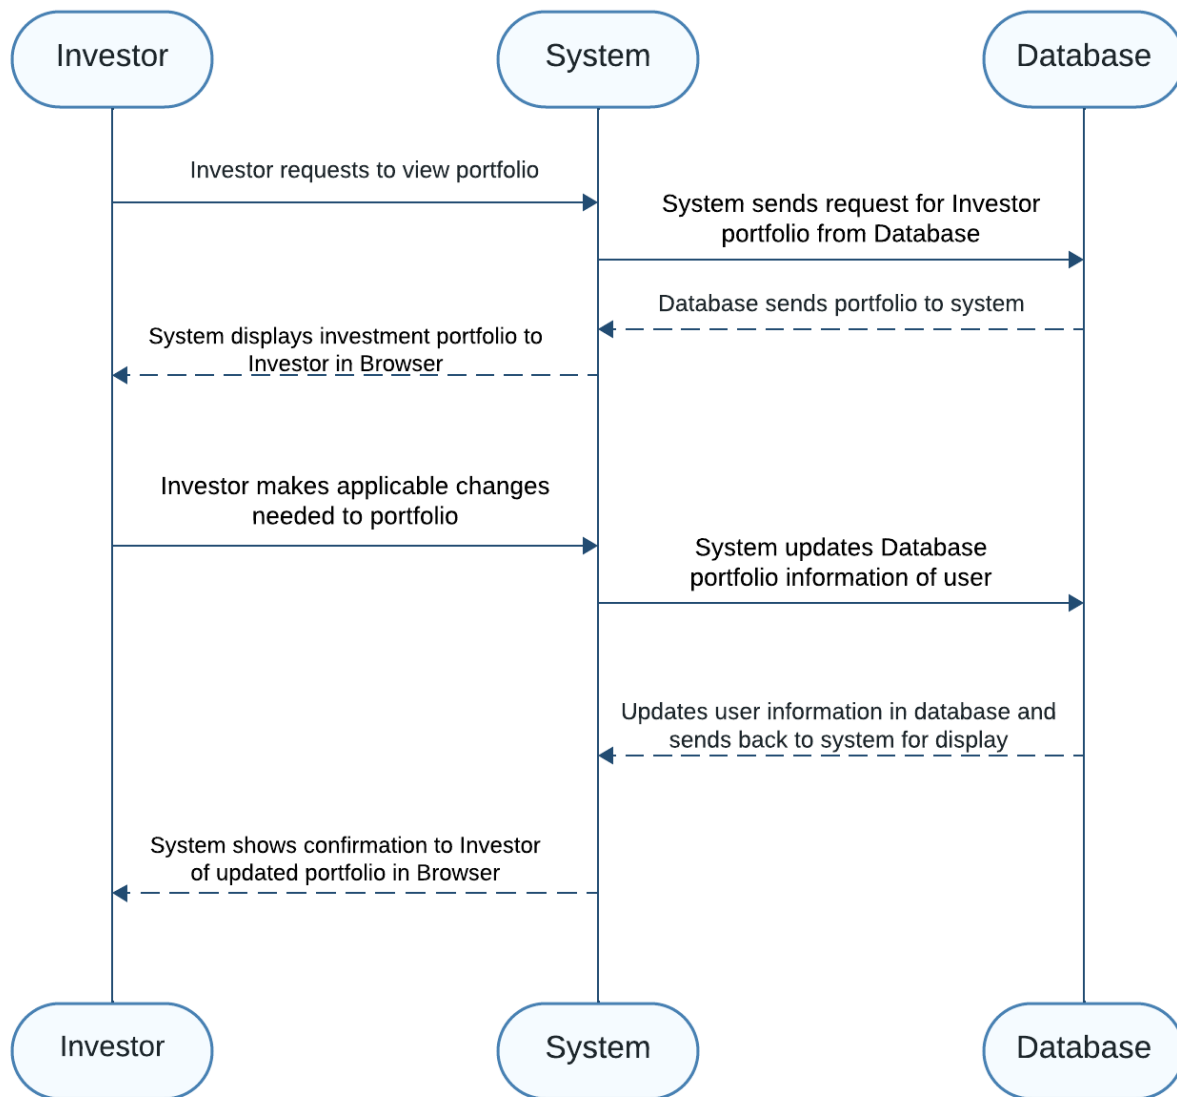 Investor
System
Database
Investor requests to view portfolio
System sends request for Investor
portfolio from Database
Database sends portfolio to system
System displays investment portfolio to
Investor in Browser
Investor makes applicable changes
needed to portfolio
System updates Database
portfolio information of user
Updates user information in database and
sends back to system for display
System shows confirmation to Investor
of updated portfolio in Browser
Investor
System
Database